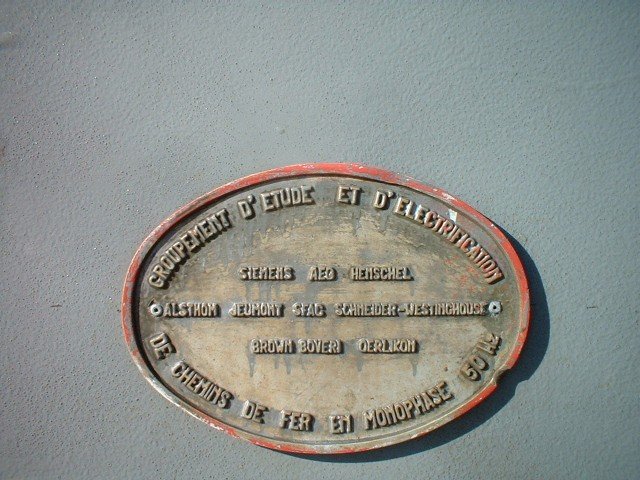 GROUPEMENT D'ETUDE ET D'ELECTRIFICATION
SIEMENS AEG HENSCHEL
ALSTHOM JEUMONT SFAC SCHNEIDER-WESTINGHOUSE
BROWN BOVERI OERLIKON
DE CHEMINS DE FER EN MONOPHASE 50 Hz